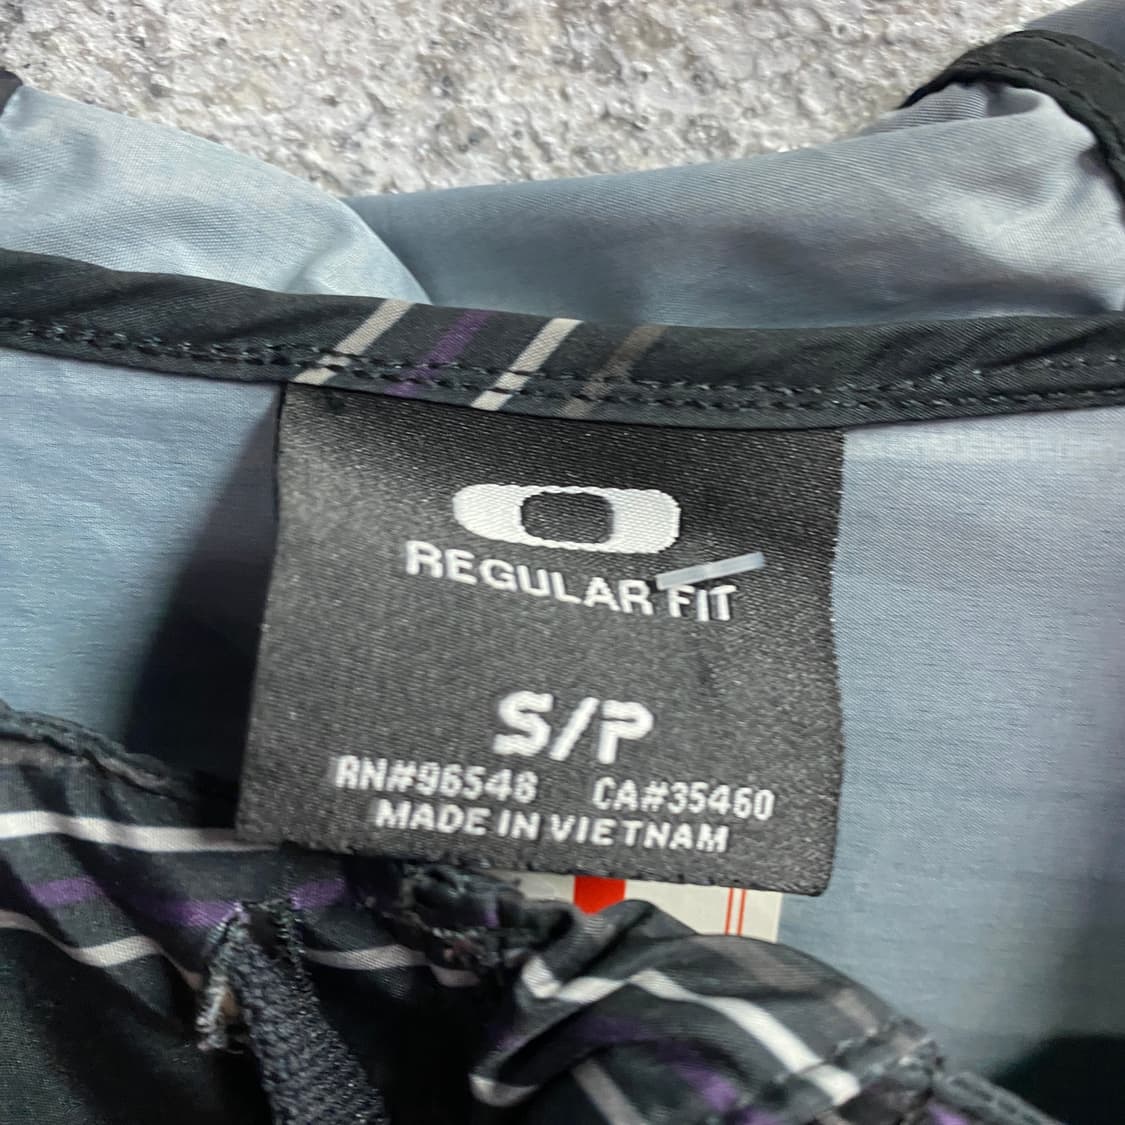 REGULAR FIT
S/P
RN#96548 CA#35460
MADE IN VIETNAM